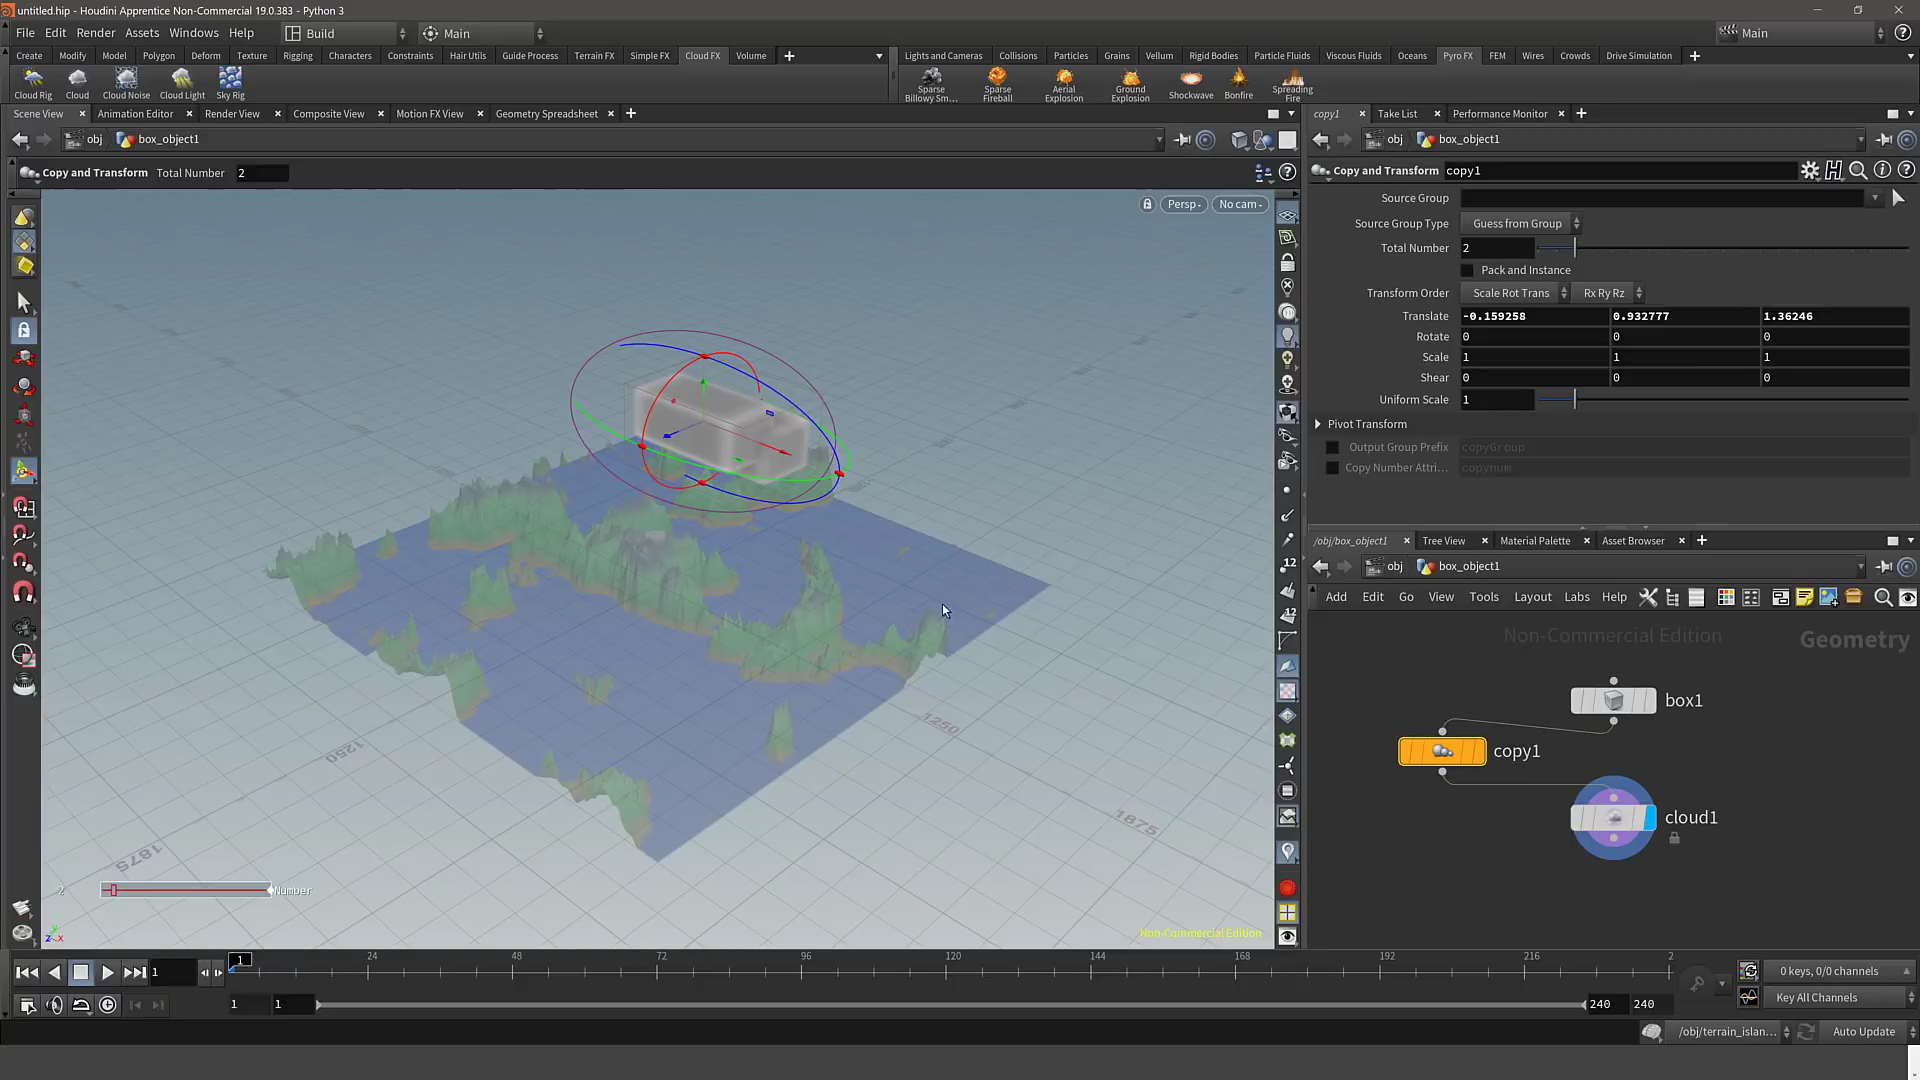 untitled.hip - Houdini Apprentice Non-Commercial 19.0.383 - Python 3
File Edit Render Assets Windows Help Build Main Main
Create Modify Model Polygon Deform Texture Rigging Characters Constraints Hair Utils Guide Process Terrain FX Simple FX Cloud FX Volume
Lights and Cameras Collisions Particles Grains Vellum Rigid Bodies Particle Fluids Viscous Fluids Oceans Pyro FX FEM Wires Crowds Drive Simulation
Cloud Rig Cloud Cloud Noise Cloud Light Sky Rig
Sparse Billowy Sm... Sparse Fireball Aerial Explosion Ground Explosion Shockwave Bonfire Spreading Fire
Scene View Animation Editor Render View Composite View Motion FX View Geometry Spreadsheet
copy1 Take List Performance Monitor
obj box_object1
obj box_object1
Copy and Transform Total Number 2
Copy and Transform copy1
Persp No cam
Source Group
Source Group Type Guess from Group
Total Number 2
Pack and Instance
Transform Order Scale Rot Trans Rx Ry Rz
Translate -0.159258 0.932777 1.36246
Rotate 0 0 0
Scale 1 1 1
Shear 0 0 0
Uniform Scale 1
Pivot Transform
Output Group Prefix copyGroup
Copy Number Attri... copynum
/obj/box_object1 Tree View Material Palette Asset Browser
obj box_object1
Add Edit Go View Tools Layout Labs Help
Non-Commercial Edition Geometry
box1
copy1
cloud1
12
12
1250
1250
1875
1875
2 Number
Non-Commercial Edition
z x
1
1 24 48 72 96 120 144 168 192 216 2
0 keys, 0/0 channels
1 1 240 240
Key All Channels
/obj/terrain_islan... Auto Update